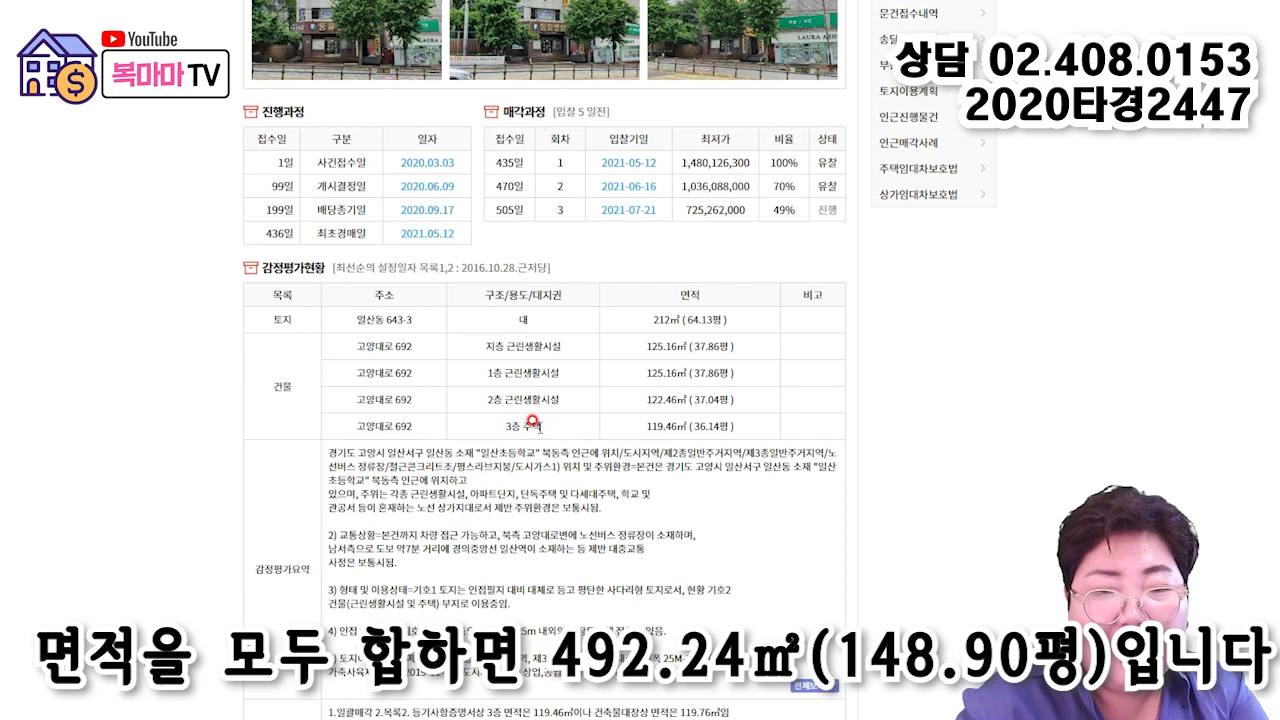 YouTube
복마마 TV
상담 02.408.0153
2020타경2447
문건접수내역
송달
토지이용계획
인근진행물건
인근매각사례
주택임대차보호법
상가임대차보호법
진행과정
접수일 구분 일자
1일 사건접수일 2020.03.03
99일 개시결정일 2020.06.09
199일 배당종기일 2020.09.17
436일 최초경매일 2021.05.12
매각과정 [입찰 5 일전]
접수일 회차 입찰기일 최저가 비율 상태
435일 1 2021-05-12 1,480,126,300 100% 유찰
470일 2 2021-06-16 1,036,088,000 70% 유찰
505일 3 2021-07-21 725,262,000 49% 진행
감정평가현황 [최선순의 설정일자 목록1,2 : 2016.10.28.근저당]
목록 주소 구조/용도/대지권 면적 비고
토지 일산동 643-3 대 212㎡ ( 64.13평 )
건물
고양대로 692 지층 근린생활시설 125.16㎡ ( 37.86평 )
고양대로 692 1층 근린생활시설 125.16㎡ ( 37.86평 )
고양대로 692 2층 근린생활시설 122.46㎡ ( 37.04평 )
고양대로 692 3층 주택 119.46㎡ ( 36.14평 )
감정평가요약
경기도 고양시 일산서구 일산동 소재 "일산초등학교" 북동측 인근에 위치/도시지역/제2종일반주거지역/제3종일반주거지역/노
선버스 정류장/철근콘크리트조/평스라브지붕/도시가스1) 위치 및 주위환경=본건은 경기도 고양시 일산서구 일산동 소재 "일산
초등학교" 북동측 인근에 위치하고
있으며, 주위는 각종 근린생활시설, 아파트단지, 단독주택 및 다세대주택, 학교 및
관공서 등이 혼재하는 노선 상가지대로서 제반 주위환경은 보통시됨.
2) 교통상황=본건까지 차량 접근 가능하고, 북측 고양대로변에 노선버스 정류장이 소재하며,
남서측으로 도보 약7분 거리에 경의중앙선 일산역이 소재하는 등 제반 대중교통
사정은 보통시됨.
3) 형태 및 이용상태=기호1 토지는 인접필지 대비 대체로 등고 평탄한 사다리형 토지로서, 현황 기호2
건물(근린생활시설 및 주택) 부지로 이용중임.
4) 인접
면적을 모두 합하면 492.24㎡(148.90평)입니다
1.일괄매각 2.목록2. 등기사항증명서상 3층 면적은 119.46㎡이나 건축물대장상 면적은 119.76㎡임